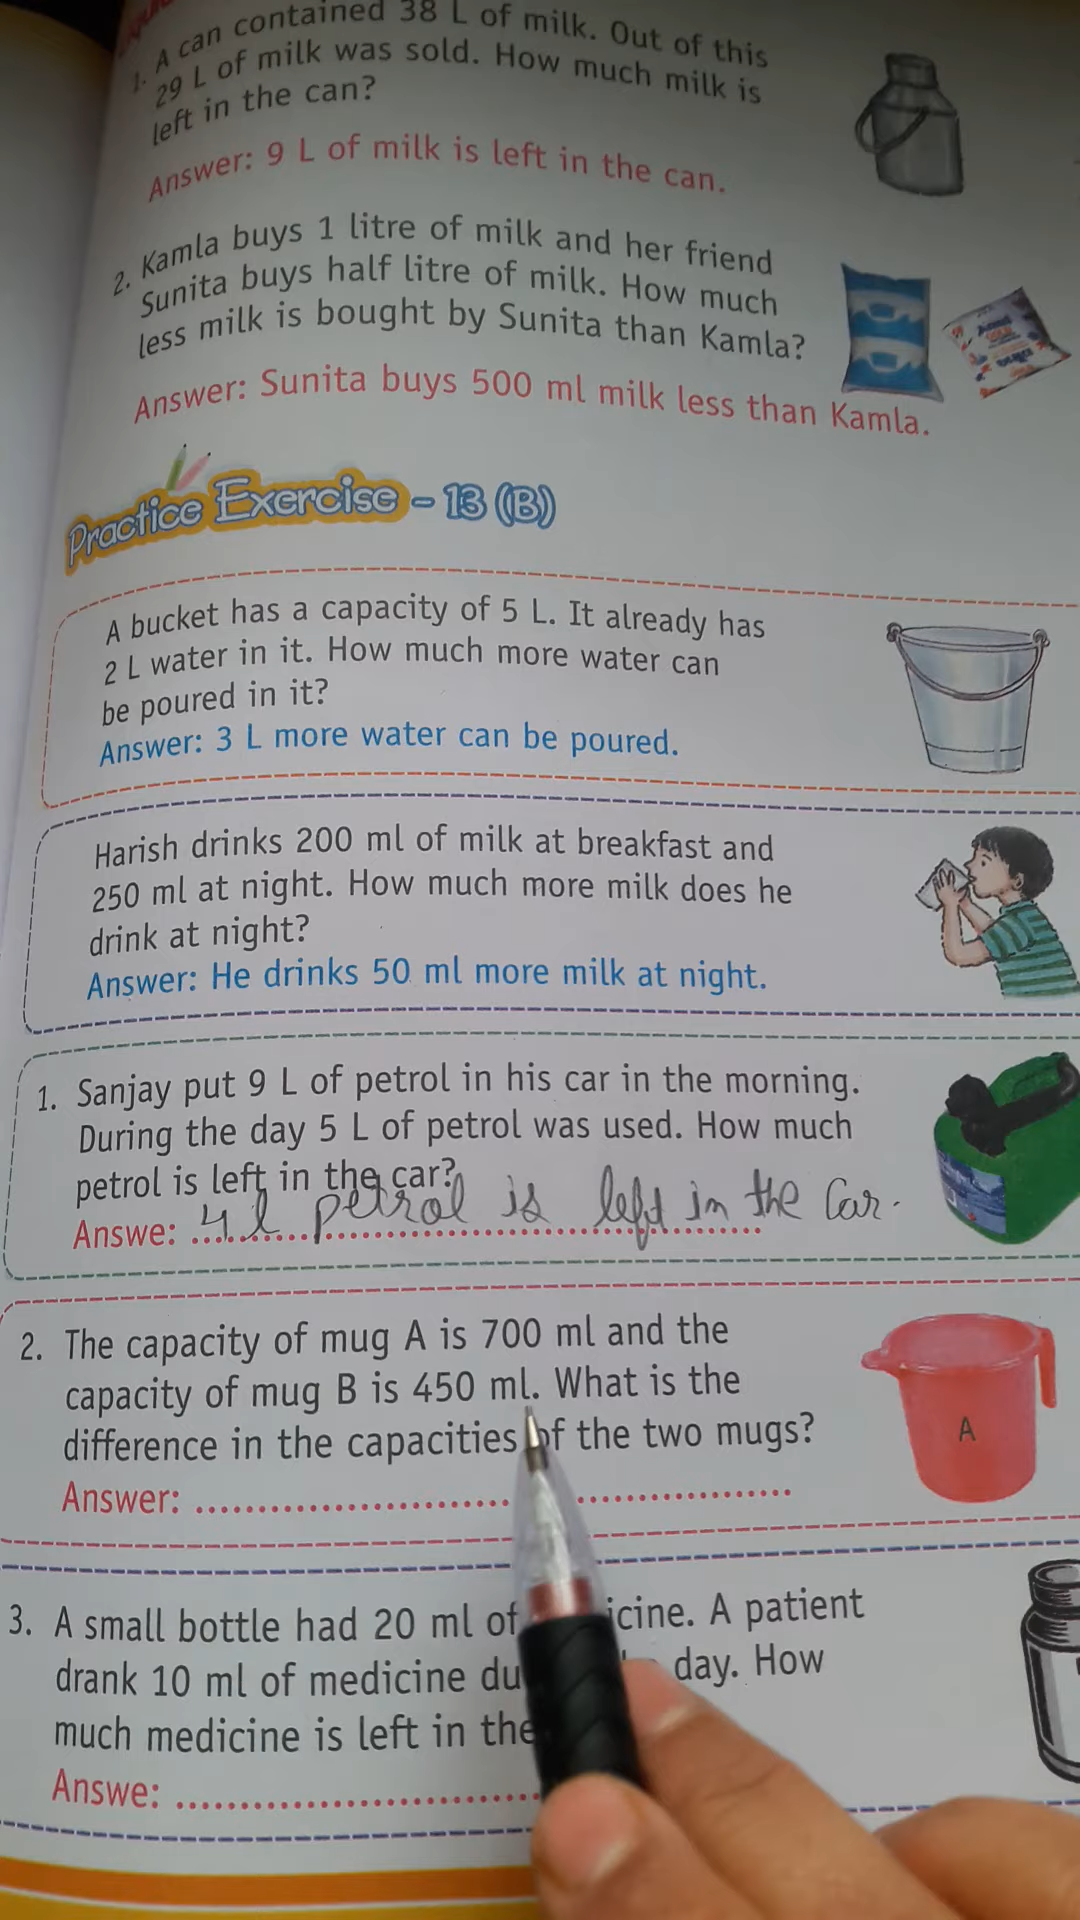 1. A can contained 38 L of milk. Out of this
29 L of milk was sold. How much milk is
left in the can?
Answer: 9 L of milk is left in the can.
2. Kamla buys 1 litre of milk and her friend
Sunita buys half litre of milk. How much
less milk is bought by Sunita than Kamla?
Answer: Sunita buys 500 ml milk less than Kamla.
Practice Exercise - 13 (B)
A bucket has a capacity of 5 L. It already has
2 L water in it. How much more water can
be poured in it?
Answer: 3 L more water can be poured.
Harish drinks 200 ml of milk at breakfast and
250 ml at night. How much more milk does he
drink at night?
Answer: He drinks 50 ml more milk at night.
1. Sanjay put 9 L of petrol in his car in the morning.
During the day 5 L of petrol was used. How much
petrol is left in the car?
Answe: 4 l petrol is left in the Car.
2. The capacity of mug A is 700 ml and the
capacity of mug B is 450 ml. What is the
difference in the capacities of the two mugs?
A
Answer: ........................................
3. A small bottle had 20 ml of icine. A patient
drank 10 ml of medicine du day. How
much medicine is left in the
Answe: ............................